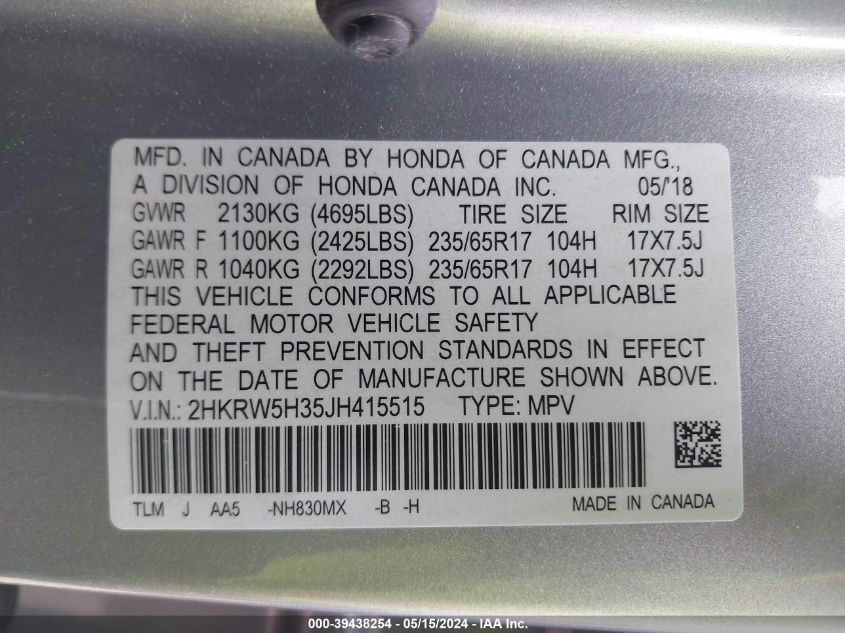 MFD. IN CANADA BY HONDA OF CANADA MFG.,
A DIVISION OF HONDA CANADA INC. 05/'18
GVWR 2130KG (4695LBS) TIRE SIZE RIM SIZE
GAWR F 1100KG (2425LBS) 235/65R17 104H 17X7.5J
GAWR R 1040KG (2292LBS) 235/65R17 104H 17X7.5J
THIS VEHICLE CONFORMS TO ALL APPLICABLE
FEDERAL MOTOR VEHICLE SAFETY
AND THEFT PREVENTION STANDARDS IN EFFECT
ON THE DATE OF MANUFACTURE SHOWN ABOVE.
V.I.N.: 2HKRW5H35JH415515 TYPE: MPV
TLM J AA5 -NH830MX -B -H MADE IN CANADA
000-39438254 - 05/15/2024 - IAA Inc.